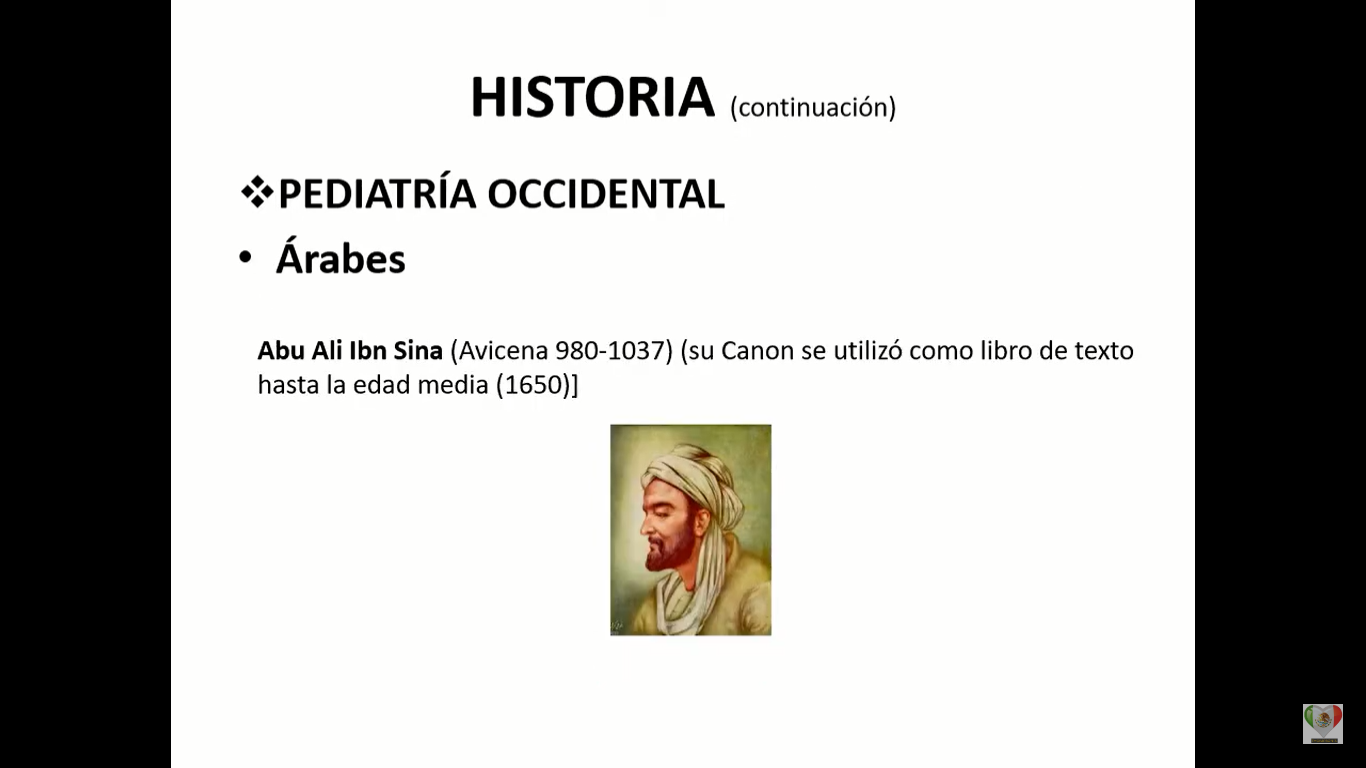 HISTORIA (continuación)
❖PEDIATRÍA OCCIDENTAL
• Árabes
Abu Ali Ibn Sina (Avicena 980-1037) (su Canon se utilizó como libro de texto
hasta la edad media (1650)]